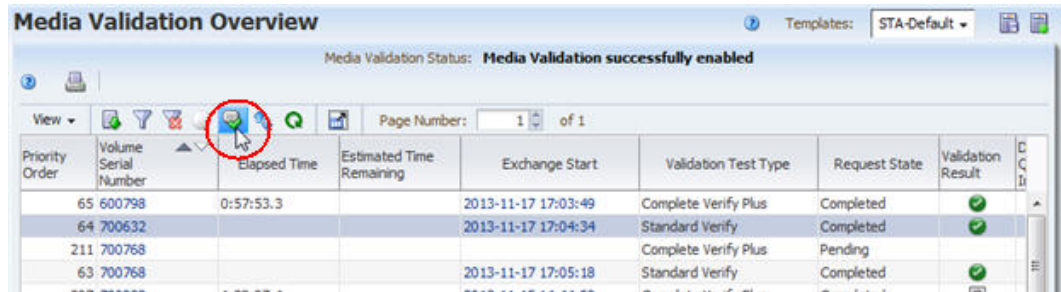 Media Validation Overview
Templates: STA-Default
Media Validation Status: Media Validation successfully enabled
View Page Number: 1 of 1
Priority Order Volume Serial Number Elapsed Time Estimated Time Remaining Exchange Start Validation Test Type Request State Validation Result
65 600798 0:57:53.3 2013-11-17 17:03:49 Complete Verify Plus Completed
64 700632 2013-11-17 17:04:34 Standard Verify Completed
211 700768 Complete Verify Plus Pending
63 700768 2013-11-17 17:05:18 Standard Verify Completed